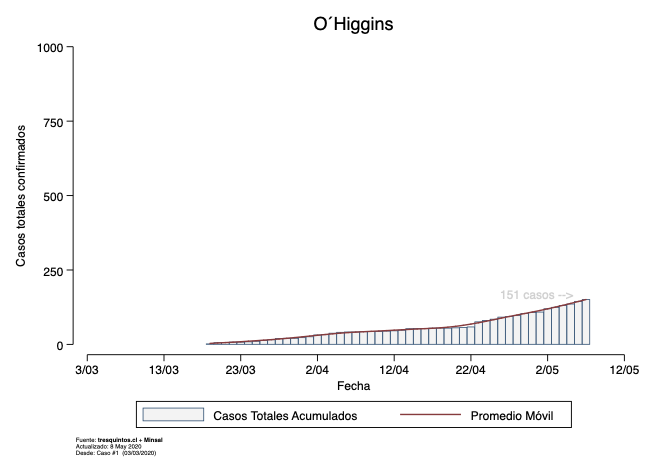 O´Higgins
Casos totales confirmados
1000
750
500
250
0
151 casos -->
3/03 13/03 23/03 2/04 12/04 22/04 2/05 12/05
Fecha
Casos Totales Acumulados Promedio Móvil
Fuente: tresquintos.cl + Minsal
Actualizado: 8 May 2020
Desde: Caso #1 (03/03/2020)